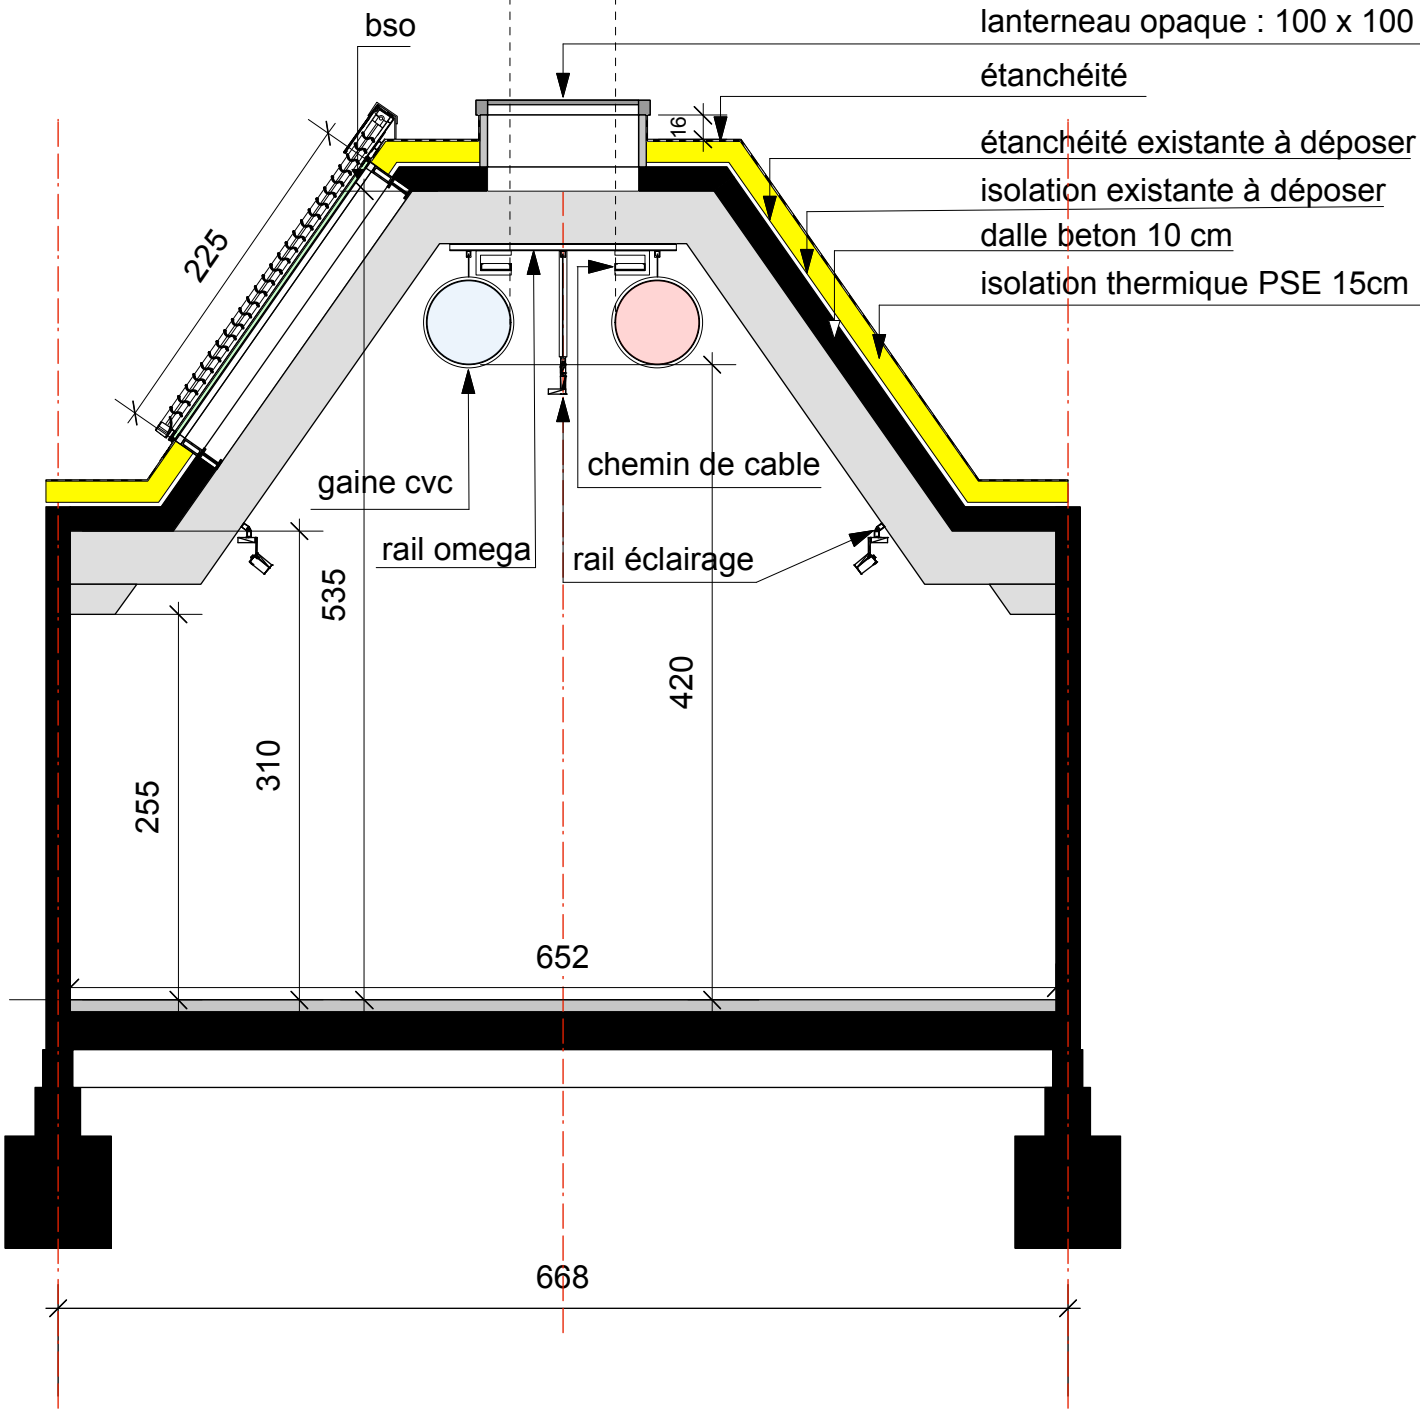 bso
lanterneau opaque : 100 x 100
étanchéité
16
étanchéité existante à déposer
isolation existante à déposer
dalle beton 10 cm
isolation thermique PSE 15cm
225
chemin de cable
gaine cvc
rail omega
rail éclairage
535
420
310
255
652
668